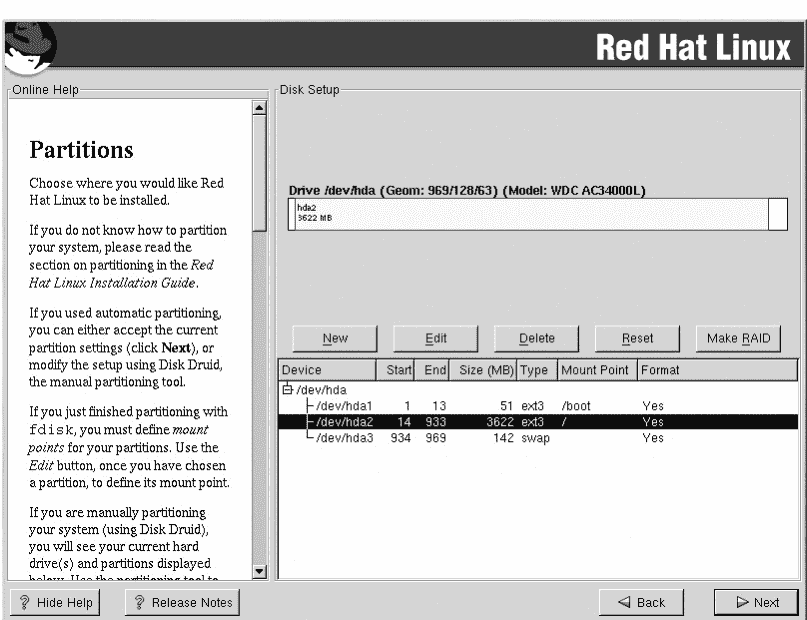 Red Hat Linux
Online Help
Partitions
Choose where you would like Red
Hat Linux to be installed.
If you do not know how to partition
your system, please read the
section on partitioning in the Red
Hat Linux Installation Guide.
If you used automatic partitioning,
you can either accept the current
partition settings (click Next), or
modify the setup using Disk Druid,
the manual partitioning tool.
If you just finished partitioning with
fdisk, you must define mount
points for your partitions. Use the
Edit button, once you have chosen
a partition, to define its mount point.
If you are manually partitioning
your system (using Disk Druid),
you will see your current hard
drive(s) and partitions displayed
below. Use the partitioning tool to
Disk Setup
Drive /dev/hda (Geom: 969/128/63) (Model: WDC AC34000L)
hda2
3622 MB
New Edit Delete Reset Make RAID
Device Start End Size (MB) Type Mount Point Format
/dev/hda
/dev/hda1 1 13 51 ext3 /boot Yes
/dev/hda2 14 933 3622 ext3 / Yes
/dev/hda3 934 969 142 swap Yes
Hide Help Release Notes Back Next